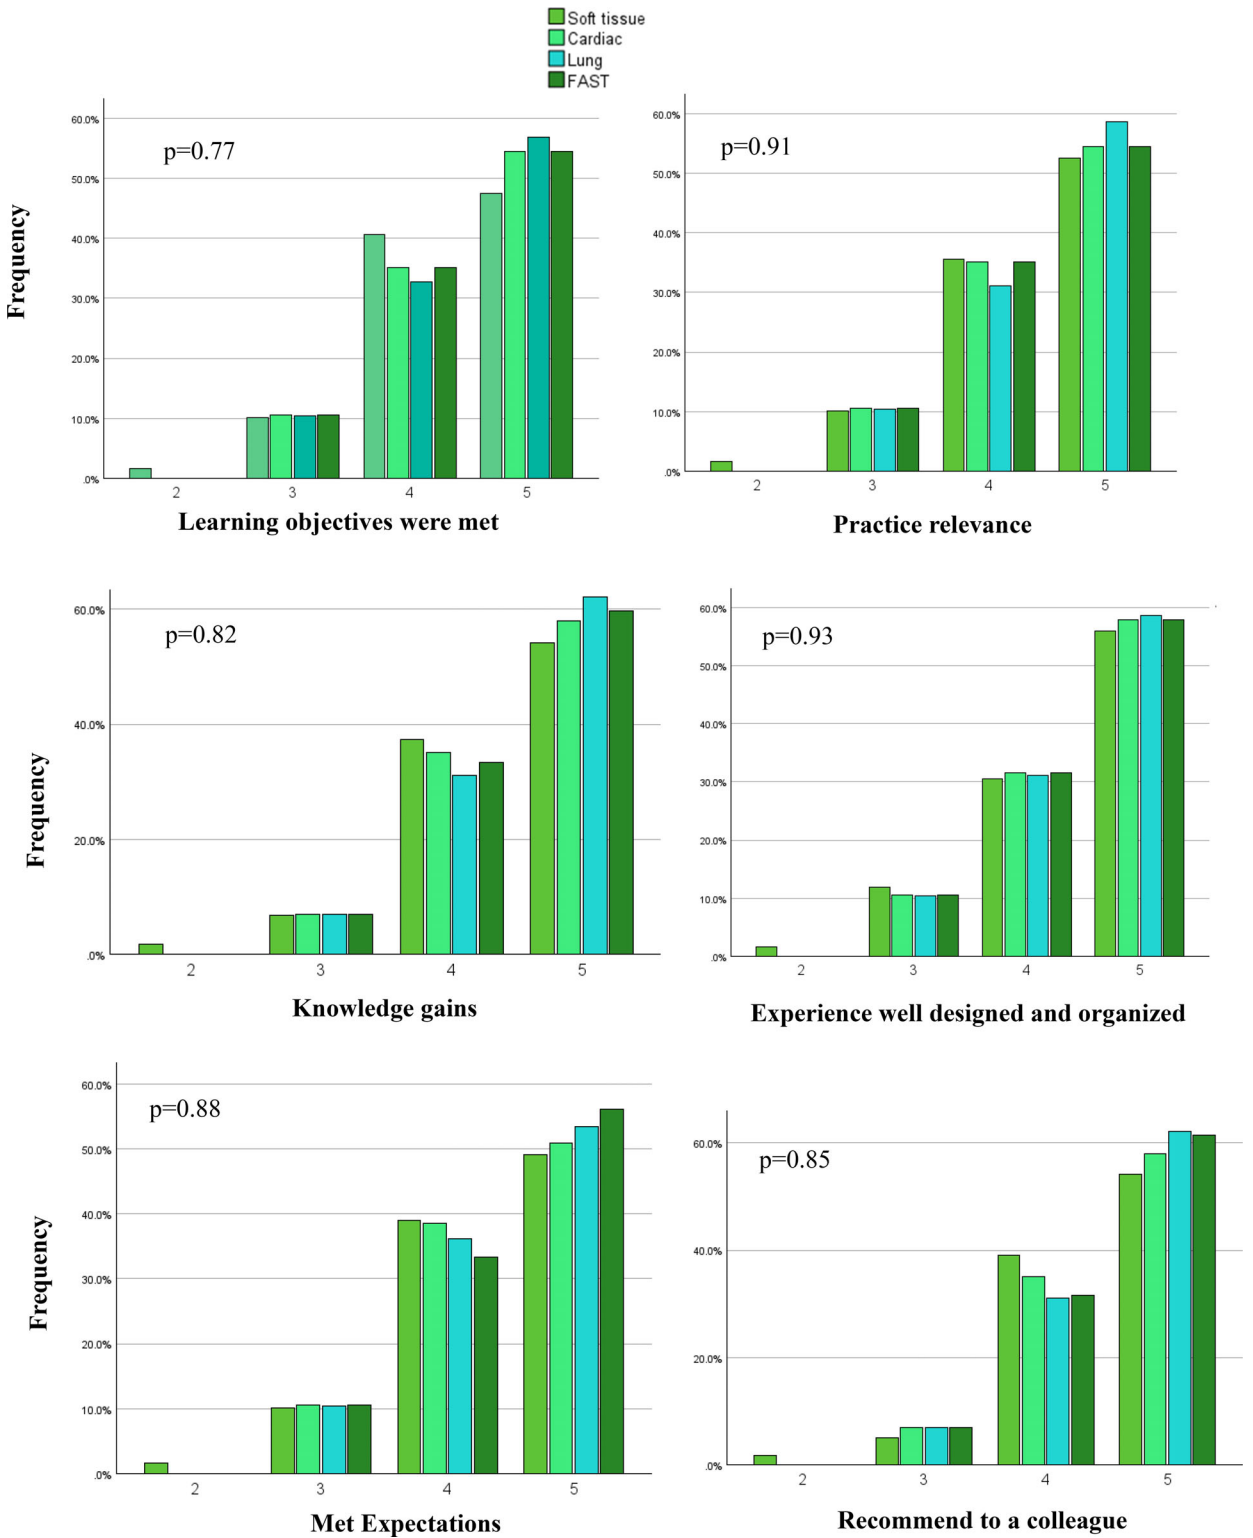 Soft tissue
Cardiac
Lung
FAST
Frequency
60.0%
50.0%
40.0%
30.0%
20.0%
10.0%
.0%
p=0.77
2 3 4 5
Learning objectives were met
60.0%
50.0%
40.0%
30.0%
20.0%
10.0%
.0%
p=0.91
2 3 4 5
Practice relevance
Frequency
60.0%
40.0%
20.0%
.0%
p=0.82
2 3 4 5
Knowledge gains
60.0%
50.0%
40.0%
30.0%
20.0%
10.0%
.0%
p=0.93
2 3 4 5
Experience well designed and organized
Frequency
60.0%
50.0%
40.0%
30.0%
20.0%
10.0%
.0%
p=0.88
2 3 4 5
Met Expectations
60.0%
40.0%
20.0%
.0%
p=0.85
2 3 4 5
Recommend to a colleague